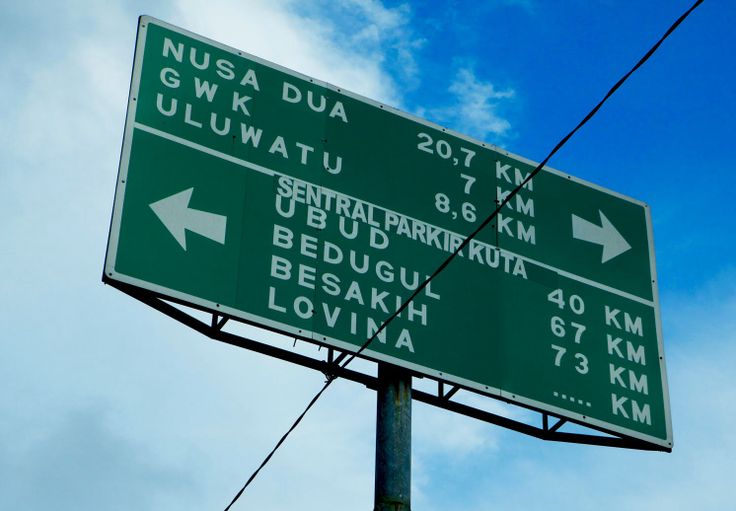 NUSA DUA 20,7 KM
GWK 7 KM
ULUWATU 8,6 KM
SENTRAL PARKIR KUTA
UBUD 40 KM
BEDUGUL 67 KM
BESAKIH 73 KM
LOVINA ..... KM